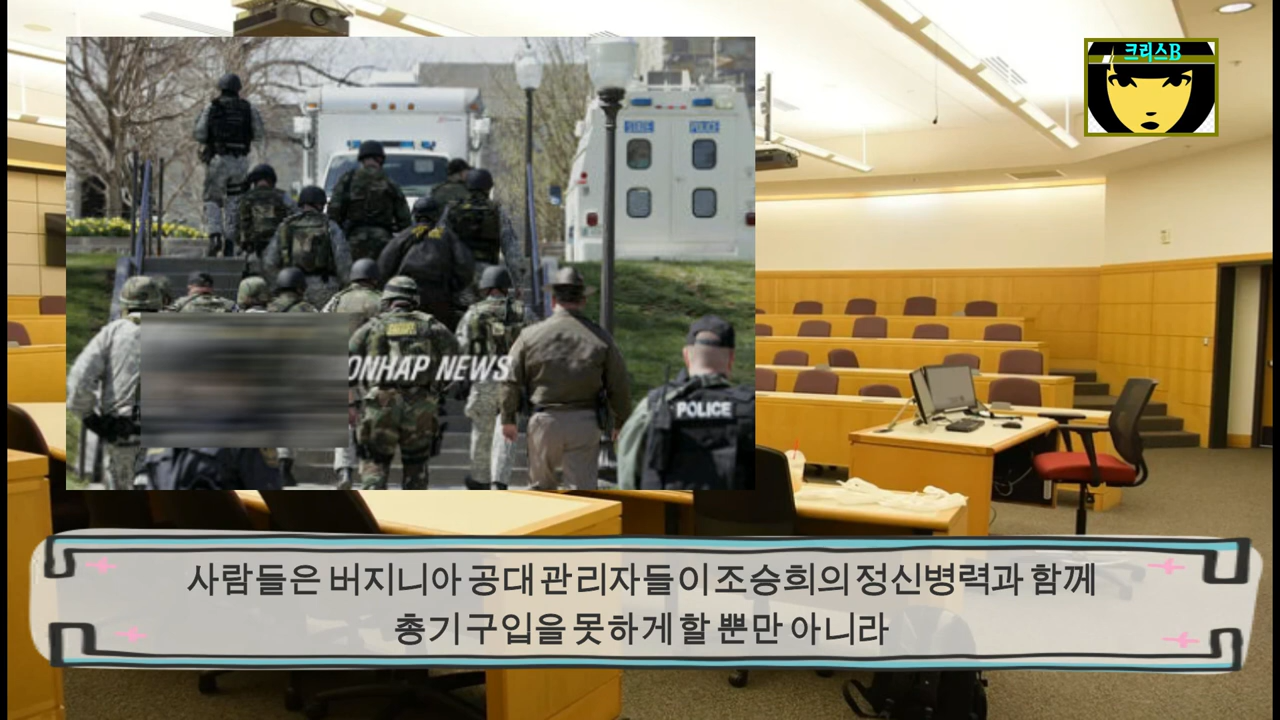 크리스B
STATE POLICE
ONHAP NEWS
POLICE
사람들은 버지니아 공대 관리자들이 조승희의 정신병력과 함께
총기 구입을 못하게 할 뿐만 아니라